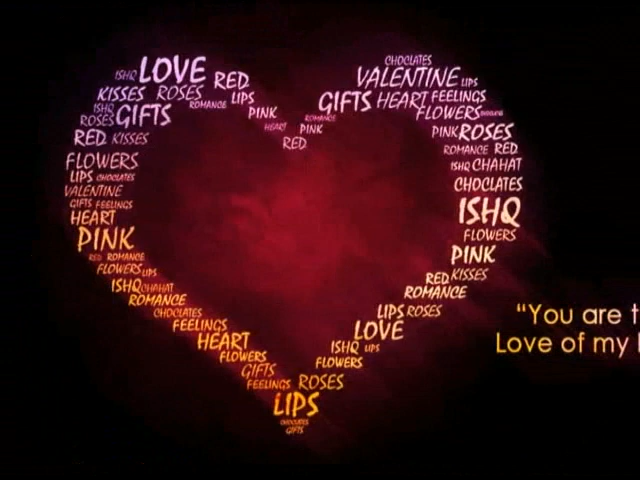 ISHQ LOVE RED
KISSES ROSES
ROMANCE LIPS
ISHQ
ROSES GIFTS
PINK
HEART
RED KISSES
RED
FLOWERS
LIPS CHOCLATES
VALENTINE
GIFTS FEELINGS
HEART
PINK
RED ROMANCE
FLOWERS LIPS
ISHQ CHAHAT
ROMANCE
CHOCLATES
FEELINGS
HEART
FLOWERS
GIFTS
FEELINGS ROSES
LIPS
CHOCLATES
GIFTS
CHOCLATES
VALENTINE LIPS
GIFTS HEART FEELINGS
FLOWERS
ROMANCE
PINK
PINK ROSES
ROMANCE RED
ISHQ CHAHAT
CHOCLATES
ISHQ
FLOWERS
PINK
RED KISSES
ROMANCE
LIPS ROSES
LOVE
ISHQ LIPS
FLOWERS
“You are t
Love of my